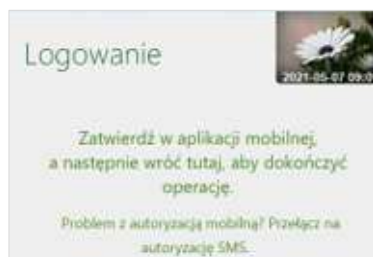 Logowanie
2021-05-07 09:0
Zatwierdź w aplikacji mobilnej,
a następnie wróć tutaj, aby dokończyć
operację.
Problem z autoryzacją mobilną? Przełącz na
autoryzację SMS.